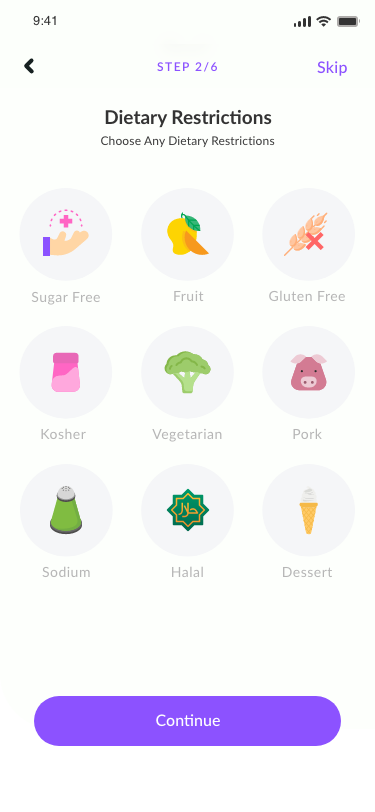 9:41
STEP 2/6
Skip
Dietary Restrictions
Choose Any Dietary Restrictions
Sugar Free
Fruit
Gluten Free
Kosher
Vegetarian
Pork
حلال
Sodium
Halal
Dessert
Continue